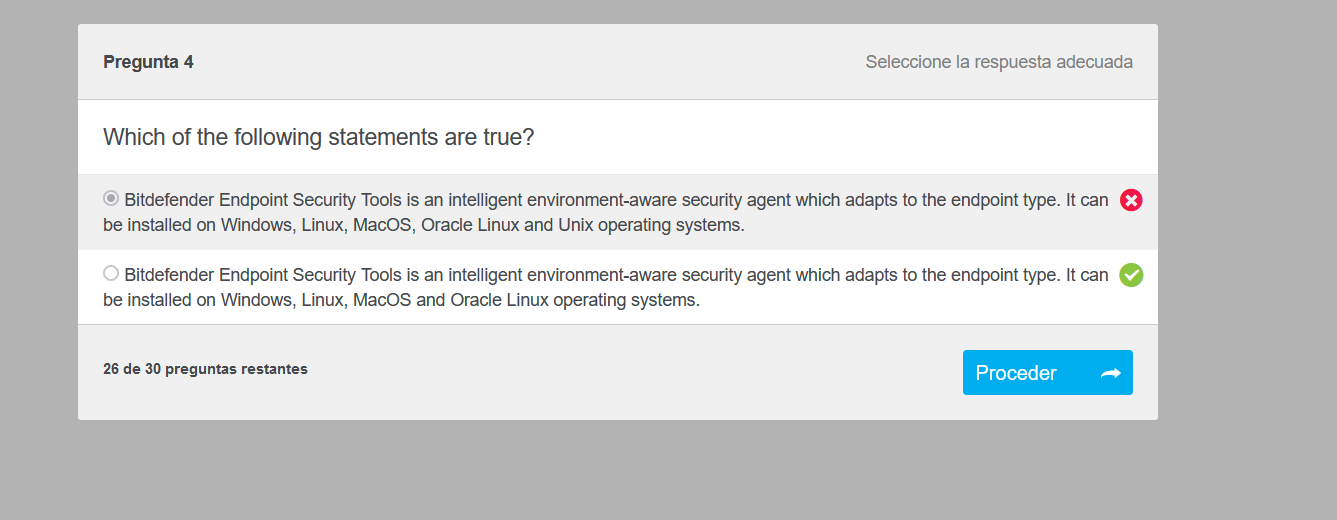 Pregunta 4
Seleccione la respuesta adecuada
Which of the following statements are true?
Bitdefender Endpoint Security Tools is an intelligent environment-aware security agent which adapts to the endpoint type. It can
be installed on Windows, Linux, MacOS, Oracle Linux and Unix operating systems.
Bitdefender Endpoint Security Tools is an intelligent environment-aware security agent which adapts to the endpoint type. It can
be installed on Windows, Linux, MacOS and Oracle Linux operating systems.
26 de 30 preguntas restantes
Proceder